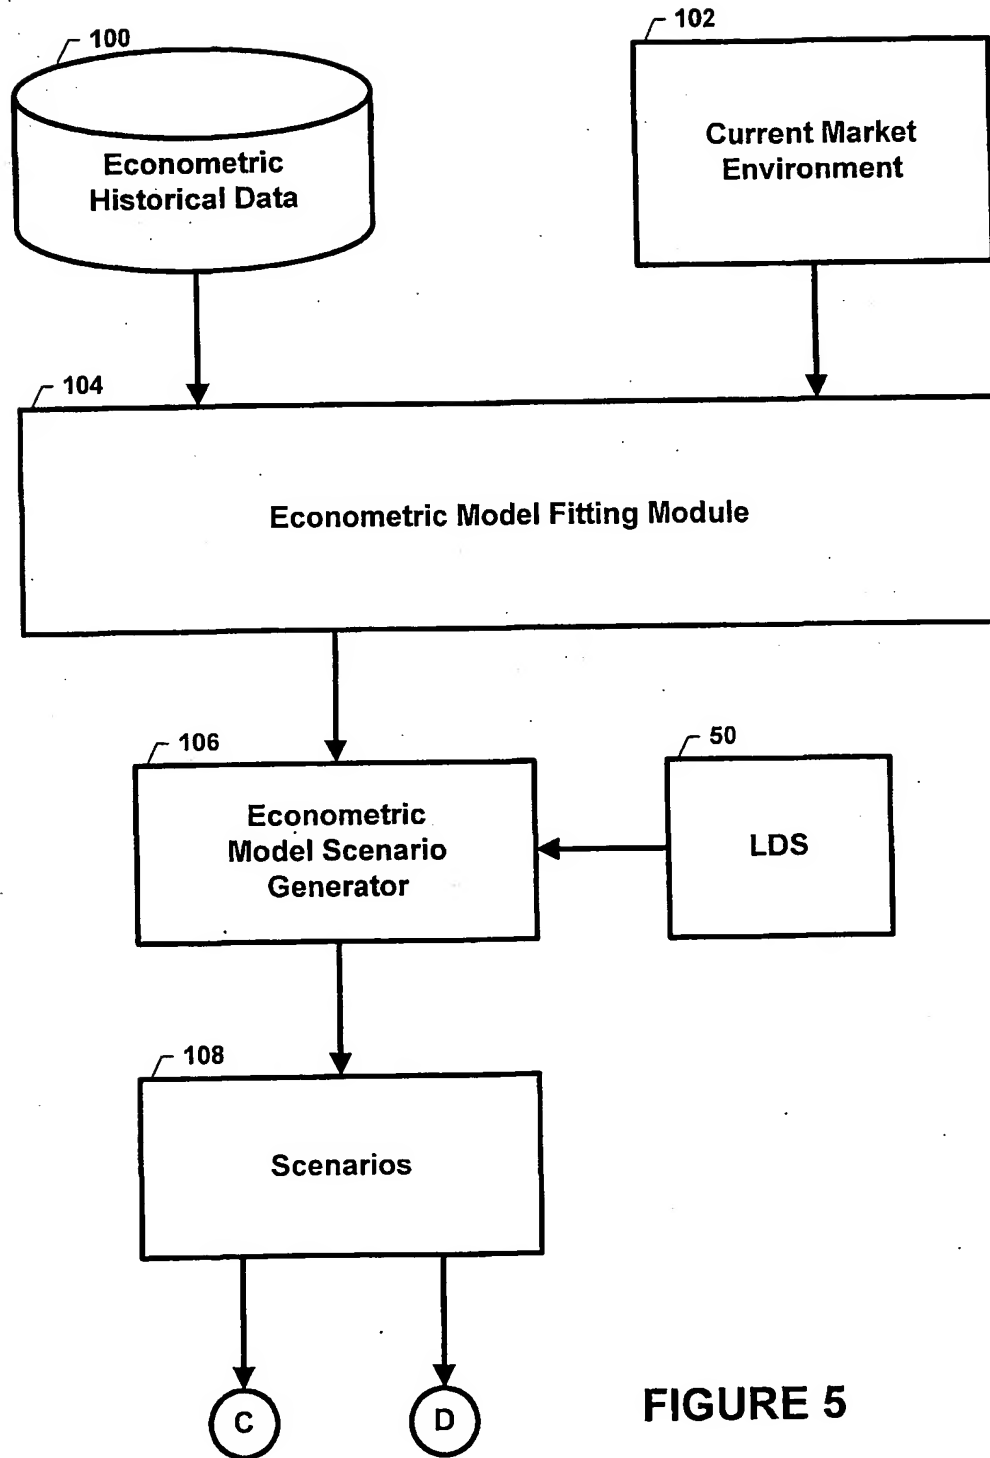 100
102
Econometric
Historical Data
Current Market
Environment
104
Econometric Model Fitting Module
106
50
Econometric
Model Scenario
Generator
LDS
108
Scenarios
C
D
FIGURE 5